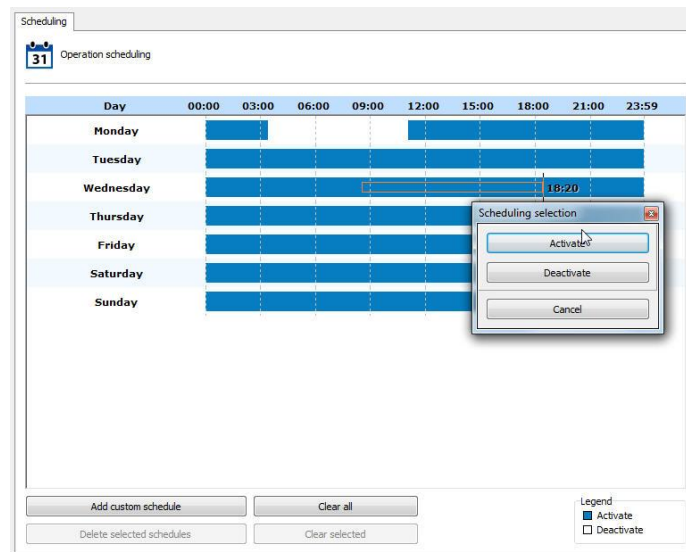 Scheduling
31
Operation scheduling
Day 00:00 03:00 06:00 09:00 12:00 15:00 18:00 21:00 23:59
Monday
Tuesday
Wednesday
18:20
Thursday
Friday
Saturday
Sunday
Scheduling selection
Activate
Deactivate
Cancel
Add custom schedule
Clear all
Delete selected schedules
Clear selected
Legend
Activate
Deactivate